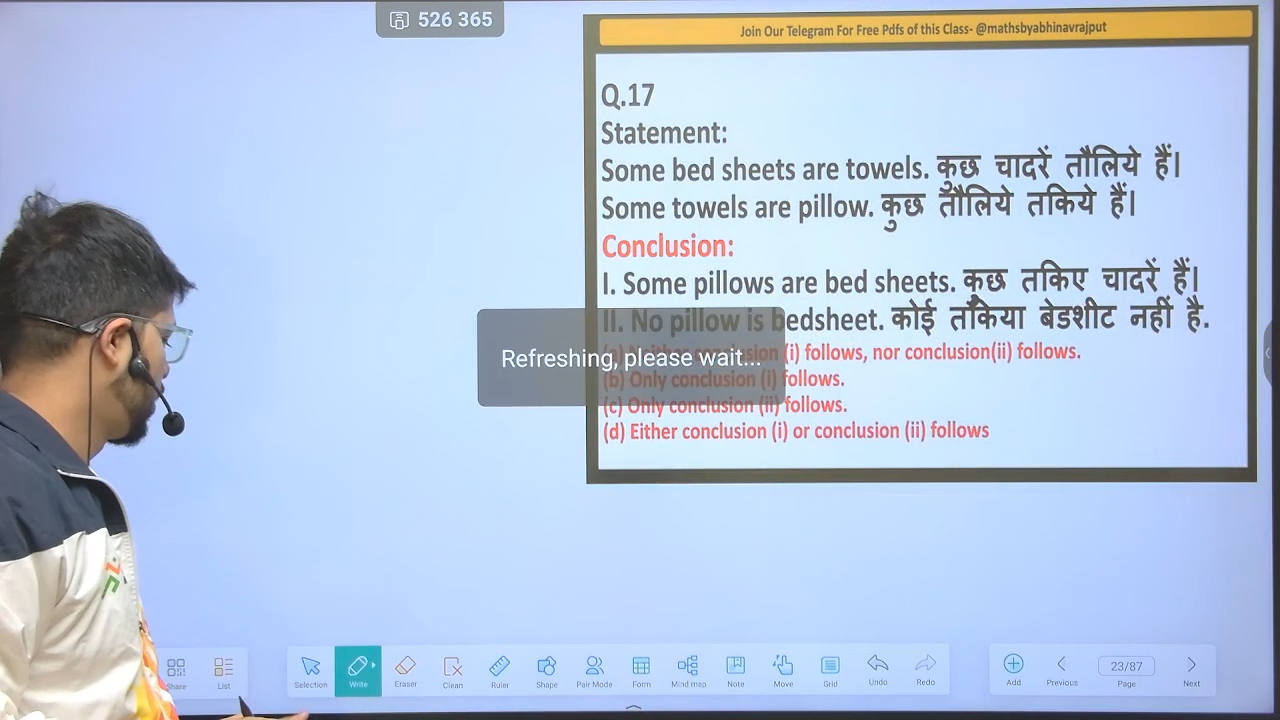 526 365
Join Our Telegram For Free Pdfs of this Class- @mathsbyabhinavrajput
Q.17
Statement:
Some bed sheets are towels. कुछ चादरें तौलिये हैं।
Some towels are pillow. कुछ तौलिये तकिये हैं।
Conclusion:
I. Some pillows are bed sheets. कुछ तकिए चादरें हैं।
II. No pillow is bedsheet. कोई तकिया बेडशीट नहीं है.
Refreshing, please wait...
(a) Neither conclusion (i) follows, nor conclusion(ii) follows.
(b) Only conclusion (i) follows.
(c) Only conclusion (ii) follows.
(d) Either conclusion (i) or conclusion (ii) follows
Share List Selection Write Eraser Clean Ruler Shape Pair Mode Form Mind map Note Move Grid Undo Redo Add Previous 23/87 Page Next